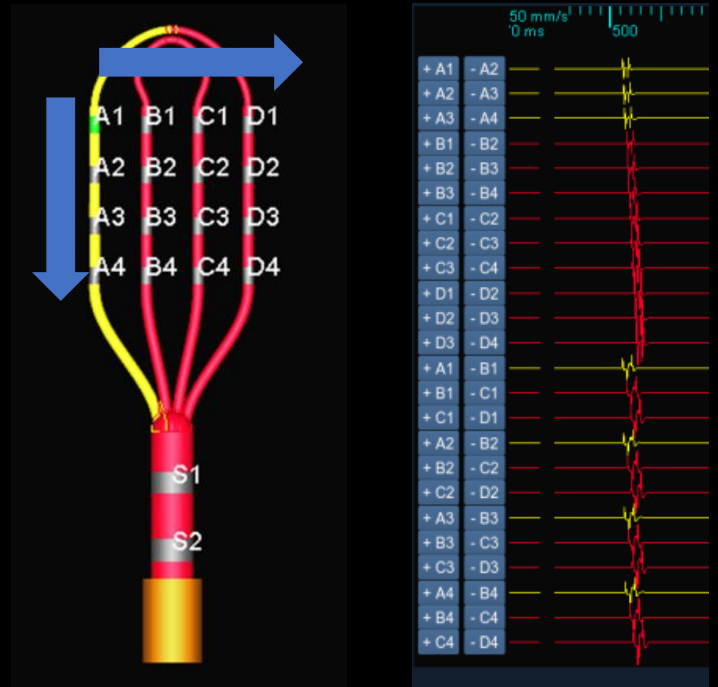 A1 B1 C1 D1
A2 B2 C2 D2
A3 B3 C3 D3
A4 B4 C4 D4
S1
S2
50 mm/s
0 ms 500
+ A1 - A2
+ A2 - A3
+ A3 - A4
+ B1 - B2
+ B2 - B3
+ B3 - B4
+ C1 - C2
+ C2 - C3
+ C3 - C4
+ D1 - D2
+ D2 - D3
+ D3 - D4
+ A1 - B1
+ B1 - C1
+ C1 - D1
+ A2 - B2
+ B2 - C2
+ C2 - D2
+ A3 - B3
+ B3 - C3
+ C3 - D3
+ A4 - B4
+ B4 - C4
+ C4 - D4